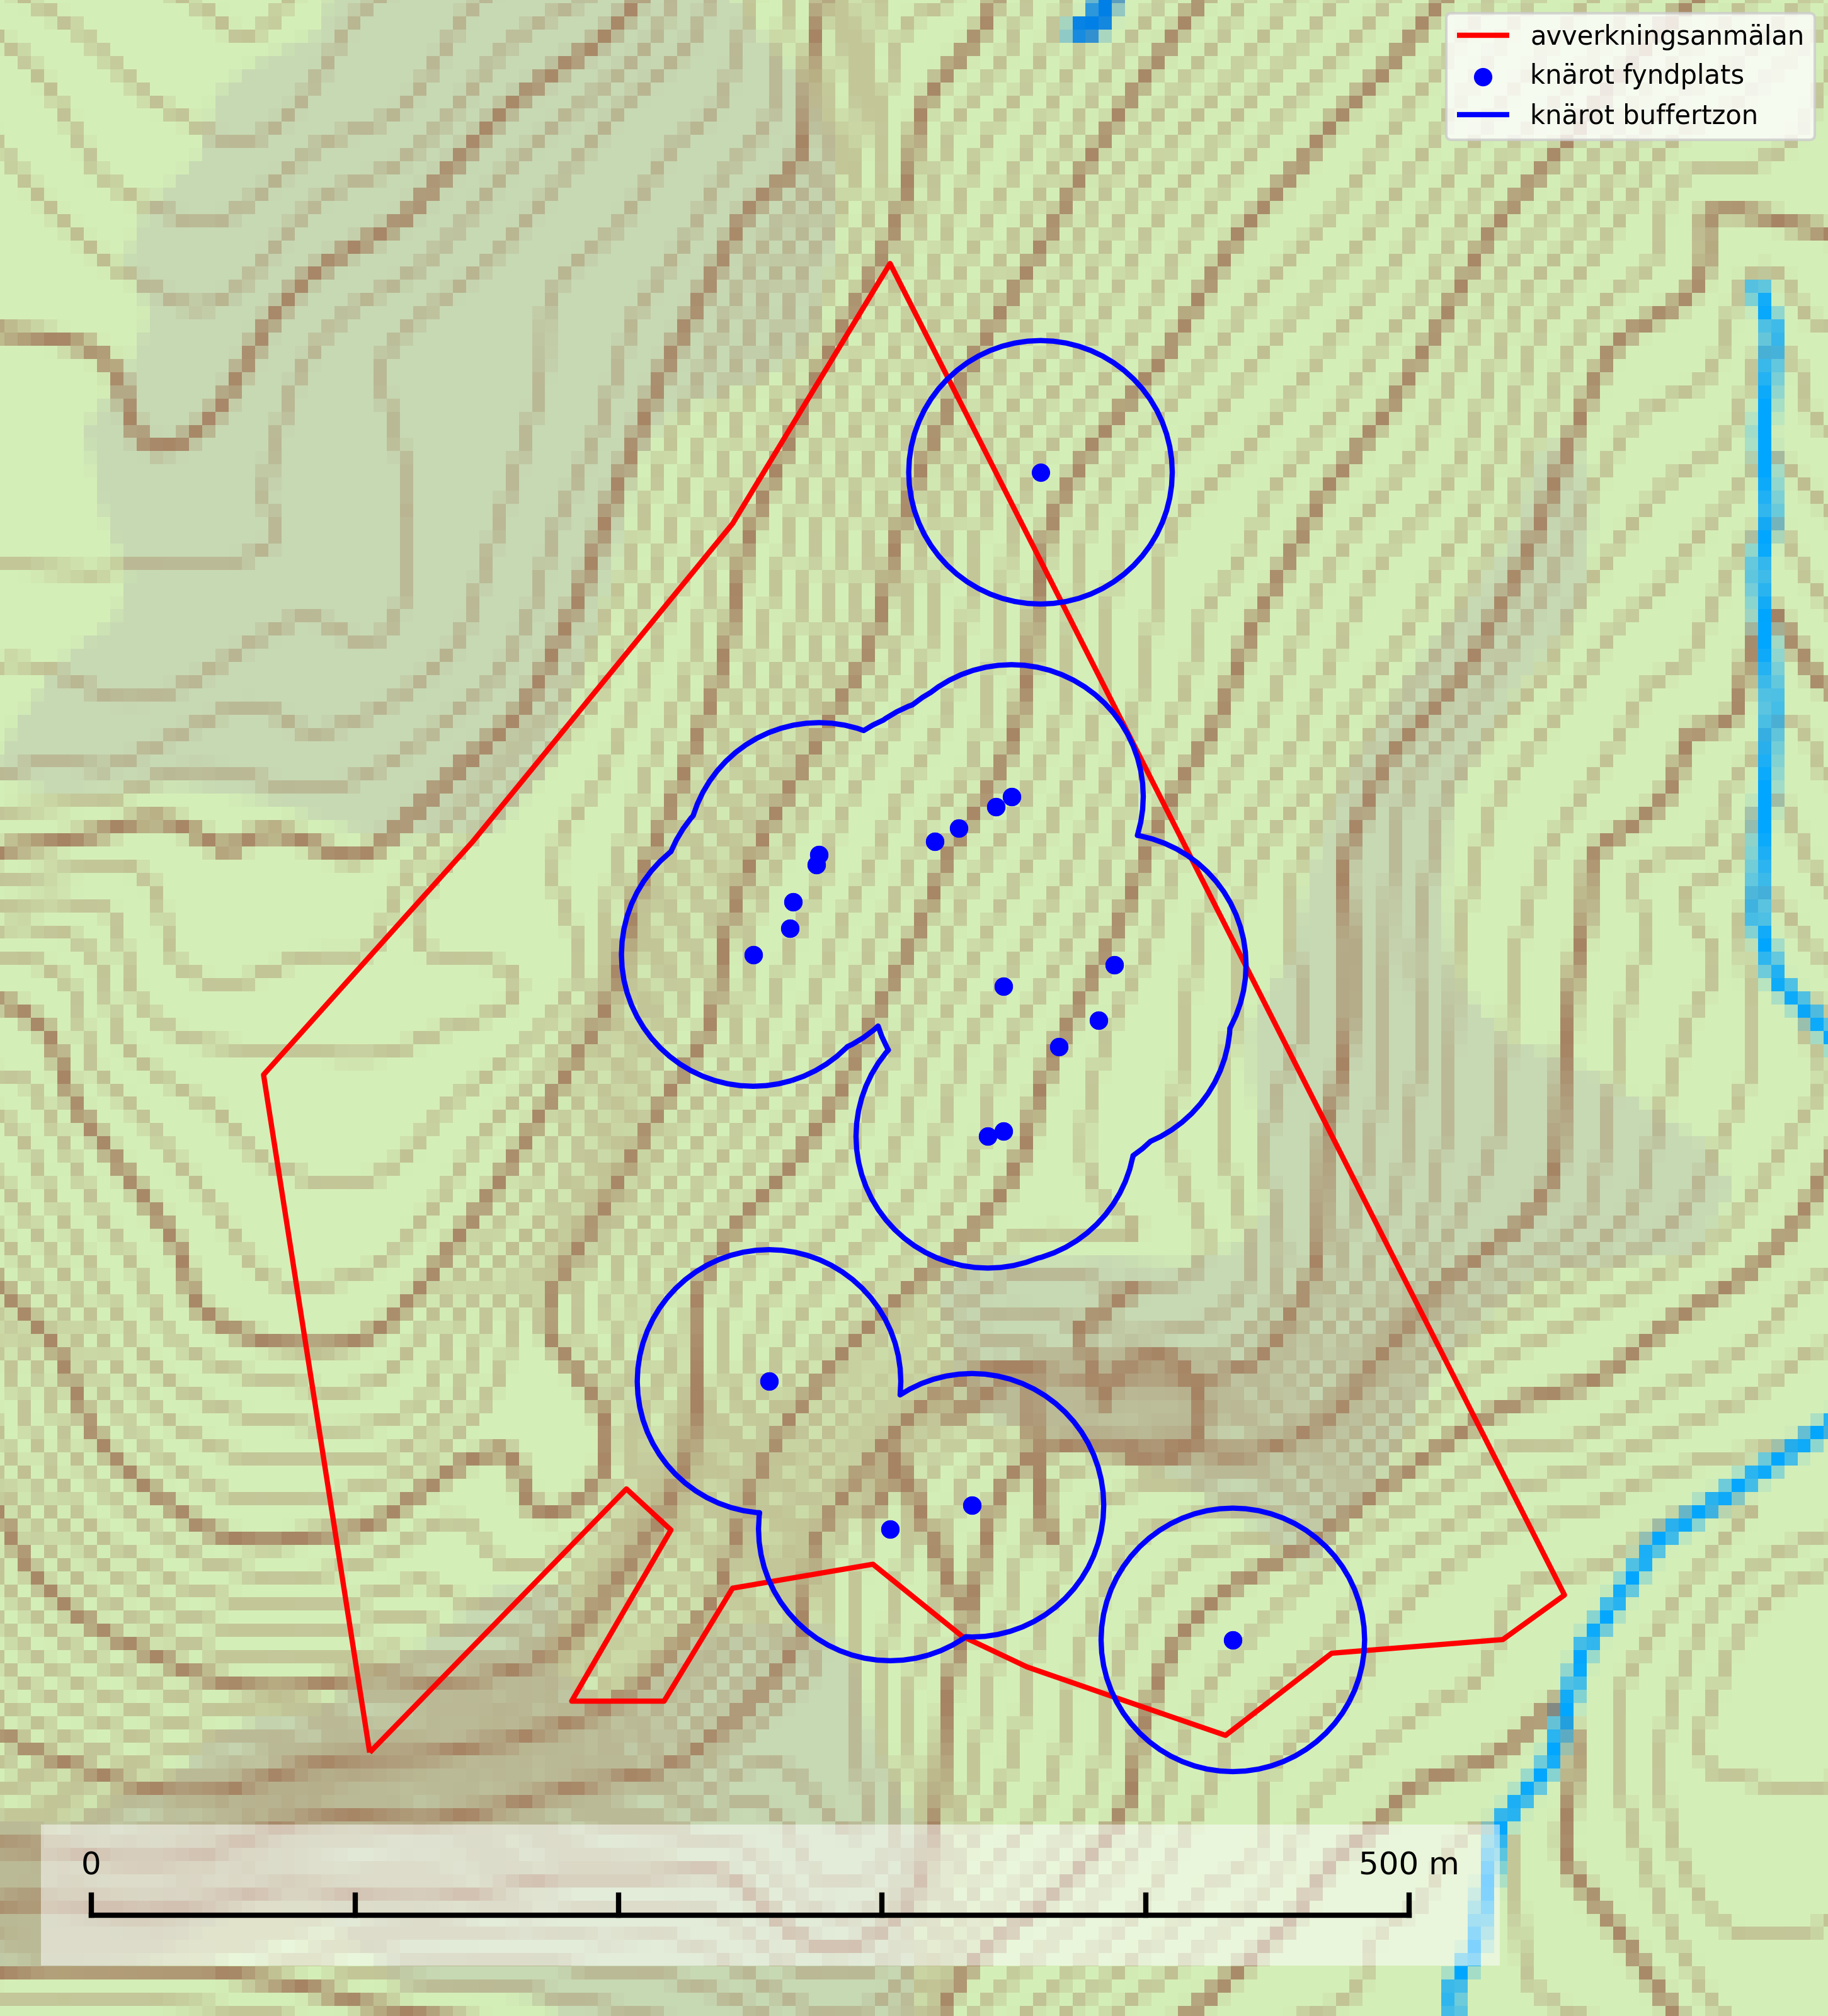 avverkningsanmälan
knärot fyndplats
knärot buffertzon
0 500 m